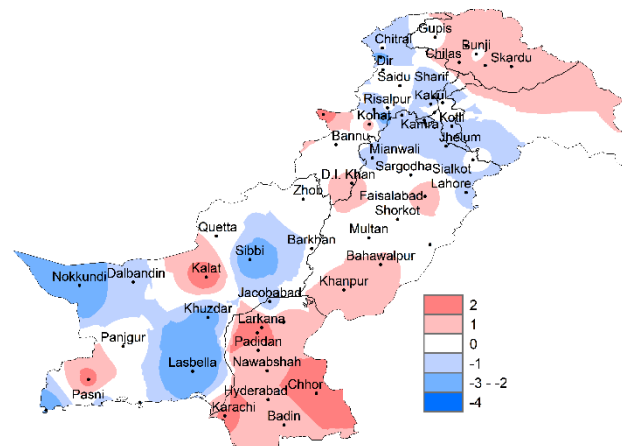 Gupis
Chitral
Bunji
Chilas
Skardu
Dir
Saidu Sharif
Kakul
Risalpur
Kohat
Kamra
Kotli
Bannu
Jhelum
Mianwali
Sialkot
Sargodha
D.I. Khan
Lahore
Faisalabad
Zhob
Shorkot
Quetta
Multan
Barkhan
Sibbi
Bahawalpur
Kalat
Nokkundi
Dalbandin
Khanpur
Jacobabad
Khuzdar
Larkana
Padidan
Panjgur
Lasbella
Nawabshah
Pasni
Hyderabad
Chhor
Karachi
Badin
2
1
0
-1
-3 - -2
-4